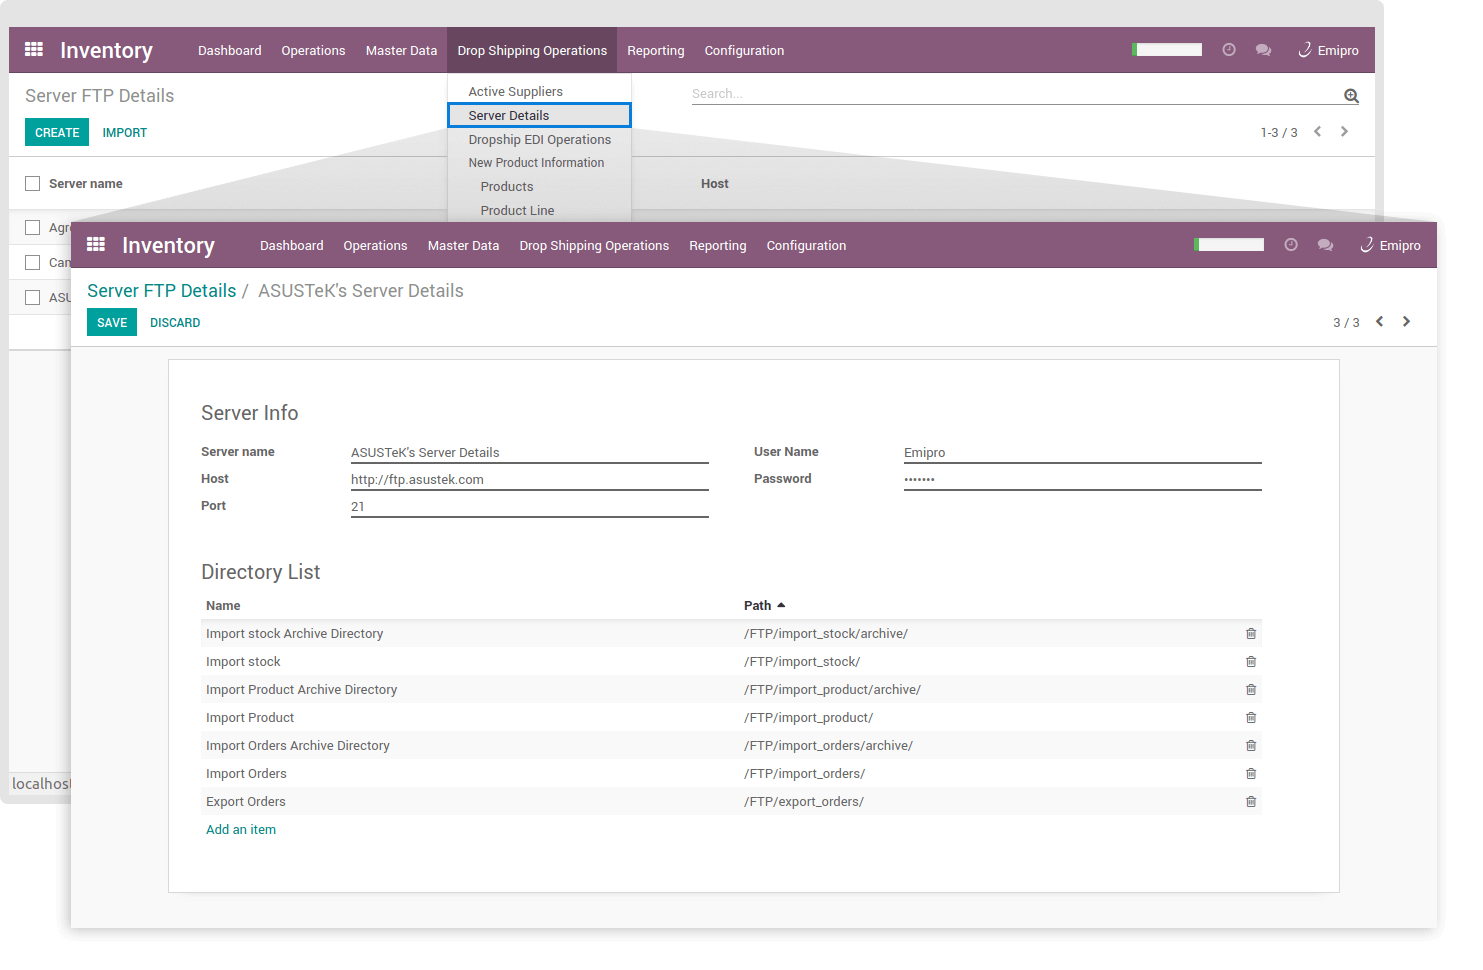 Inventory Dashboard Operations Master Data Drop Shipping Operations Reporting Configuration Emipro
Server FTP Details
Active Suppliers
Search...
CREATE IMPORT
Server Details
1-3 / 3
Dropship EDI Operations
New Product Information
Server name
Products
Host
Product Line
Inventory Dashboard Operations Master Data Drop Shipping Operations Reporting Configuration Emipro
Server FTP Details / ASUSTeK's Server Details
SAVE DISCARD
3 / 3
Server Info
Server name ASUSTeK's Server Details User Name Emipro
Host http://ftp.asustek.com Password •••••••
Port 21
Directory List
Name Path
Import stock Archive Directory /FTP/import_stock/archive/
Import stock /FTP/import_stock/
Import Product Archive Directory /FTP/import_product/archive/
Import Product /FTP/import_product/
Import Orders Archive Directory /FTP/import_orders/archive/
Import Orders /FTP/import_orders/
Export Orders /FTP/export_orders/
Add an item
localhost